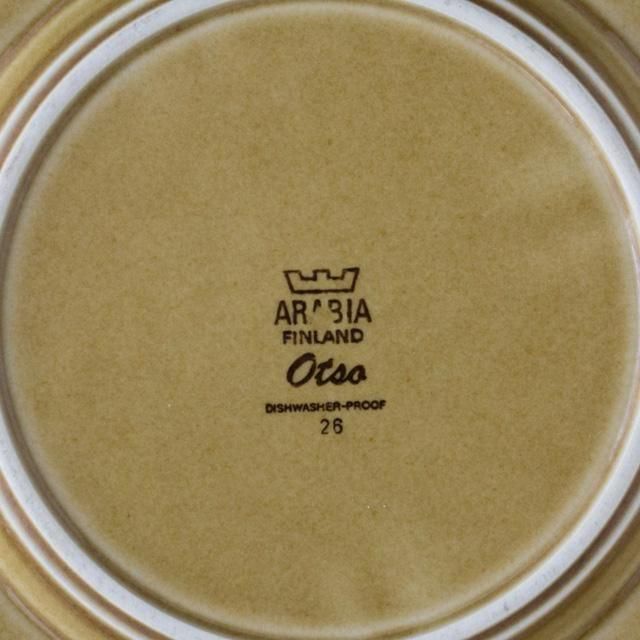 ARABIA
FINLAND
Otso
DISHWASHER-PROOF
26